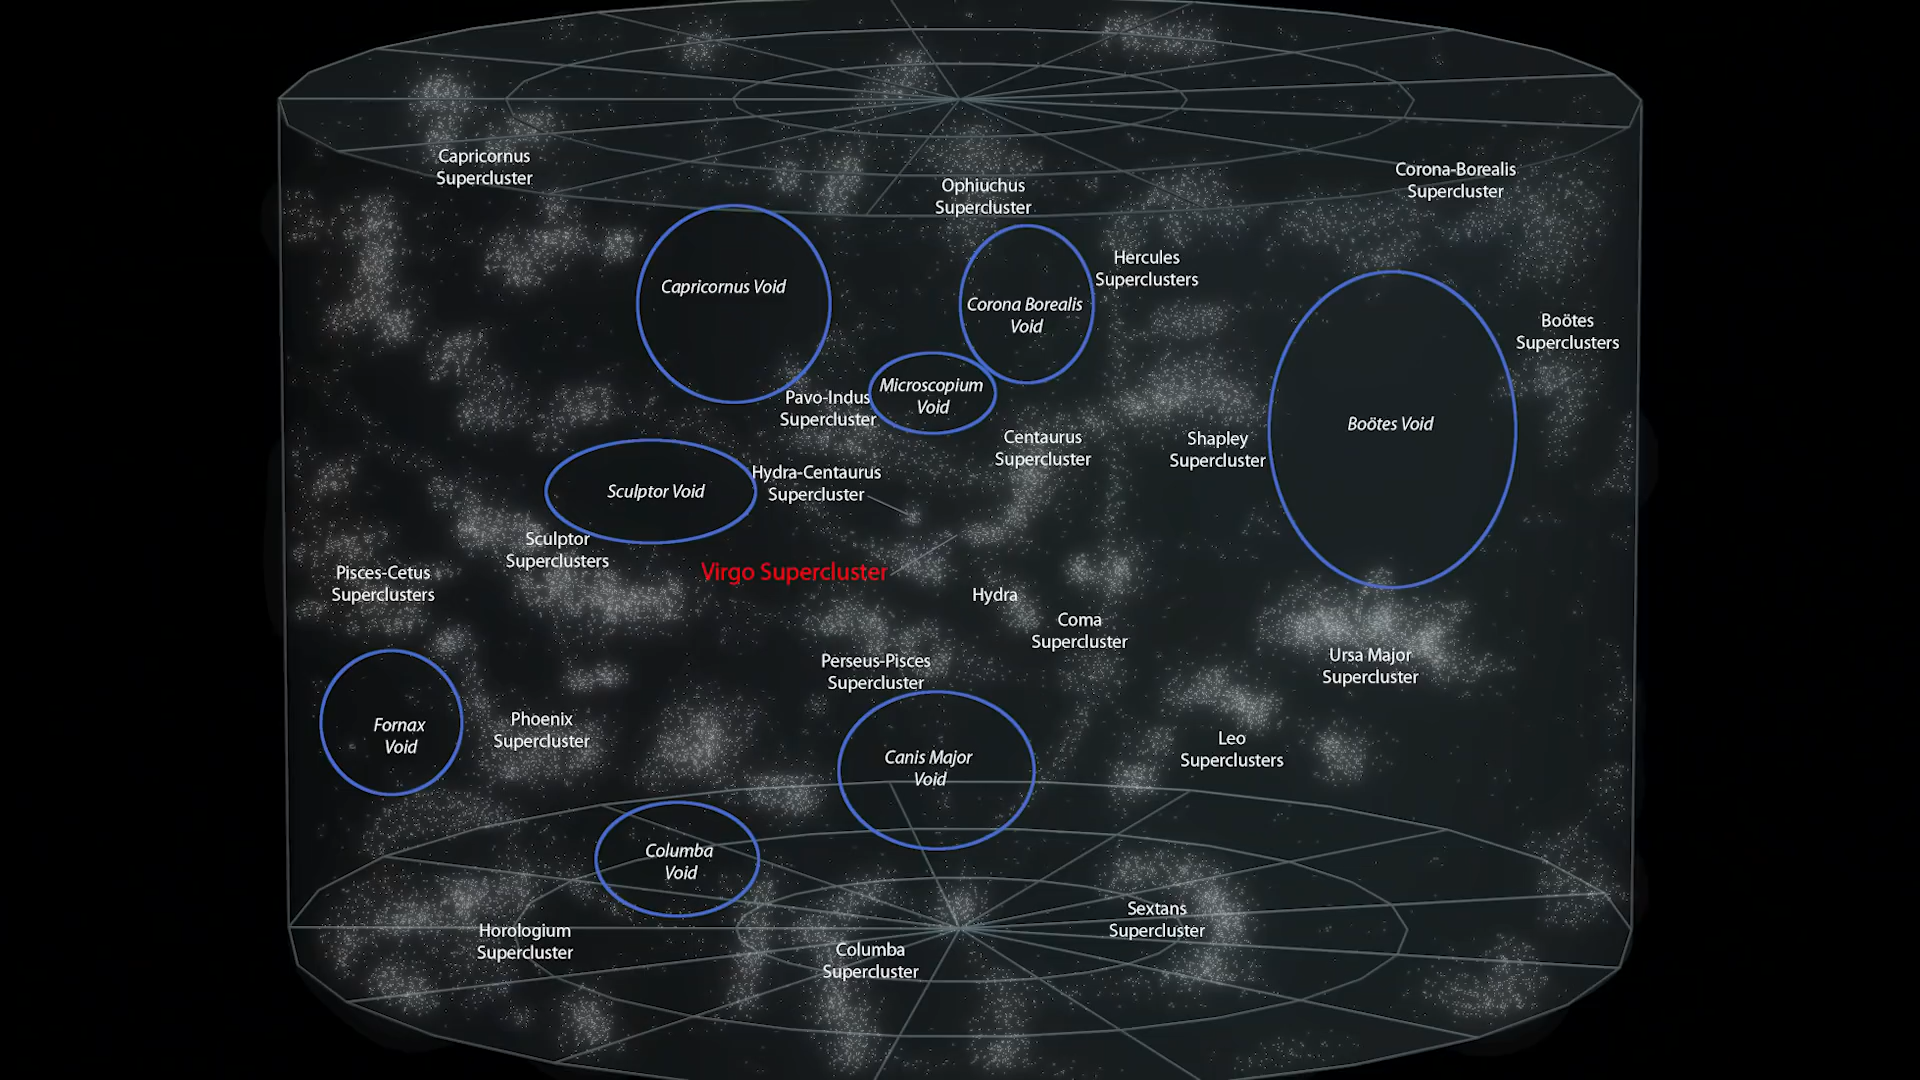 Capricornus
Supercluster
Ophiuchus
Supercluster
Corona-Borealis
Supercluster
Hercules
Superclusters
Capricornus Void
Corona Borealis
Void
Boötes
Superclusters
Pavo-Indus
Supercluster
Microscopium
Void
Boötes Void
Centaurus
Supercluster
Shapley
Supercluster
Hydra-Centaurus
Supercluster
Sculptor Void
Sculptor
Superclusters
Virgo Supercluster
Pisces-Cetus
Superclusters
Hydra
Coma
Supercluster
Perseus-Pisces
Supercluster
Ursa Major
Supercluster
Fornax
Void
Phoenix
Supercluster
Leo
Superclusters
Canis Major
Void
Columba
Void
Sextans
Supercluster
Horologium
Supercluster
Columba
Supercluster